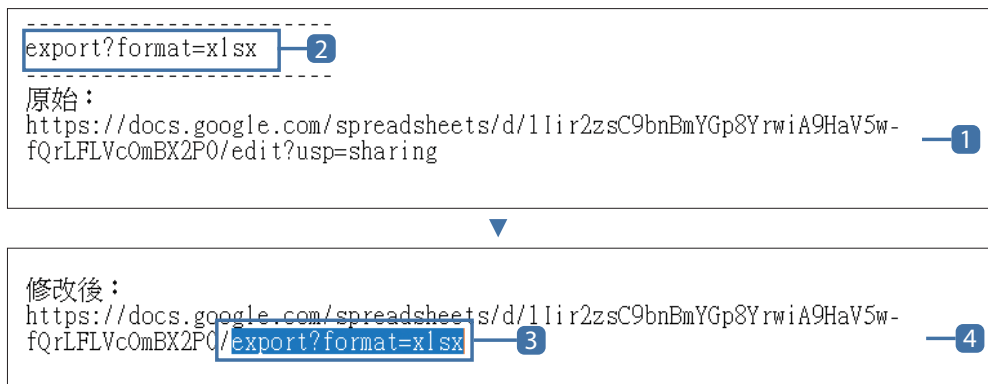 ------------------------
export?format=xlsx
2
------------------------
原始：
https://docs.google.com/spreadsheets/d/1Iir2zsC9bnBmYGp8YrwiA9HaV5w-
fQrLFLVcOmBX2P0/edit?usp=sharing
1
修改後：
https://docs.google.com/spreadsheets/d/1Iir2zsC9bnBmYGp8YrwiA9HaV5w-
fQrLFLVcOmBX2P0/export?format=xlsx
3
4